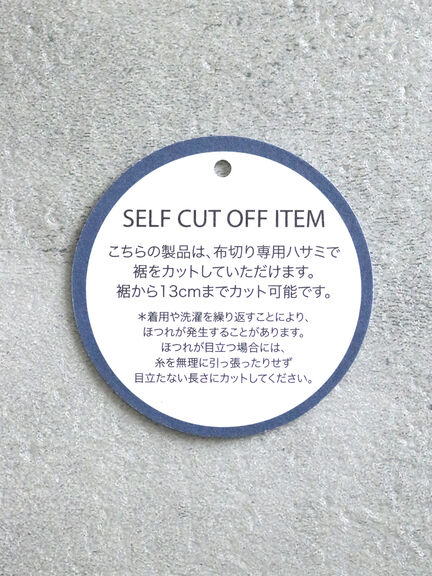 SELF CUT OFF ITEM
こちらの製品は、布切り専用ハサミで
裾をカットしていただけます。
裾から13cmまでカット可能です。
＊着用や洗濯を繰り返すことにより、
ほつれが発生することがあります。
ほつれが目立つ場合には、
糸を無理に引っ張ったりせず
目立たない長さにカットしてください。